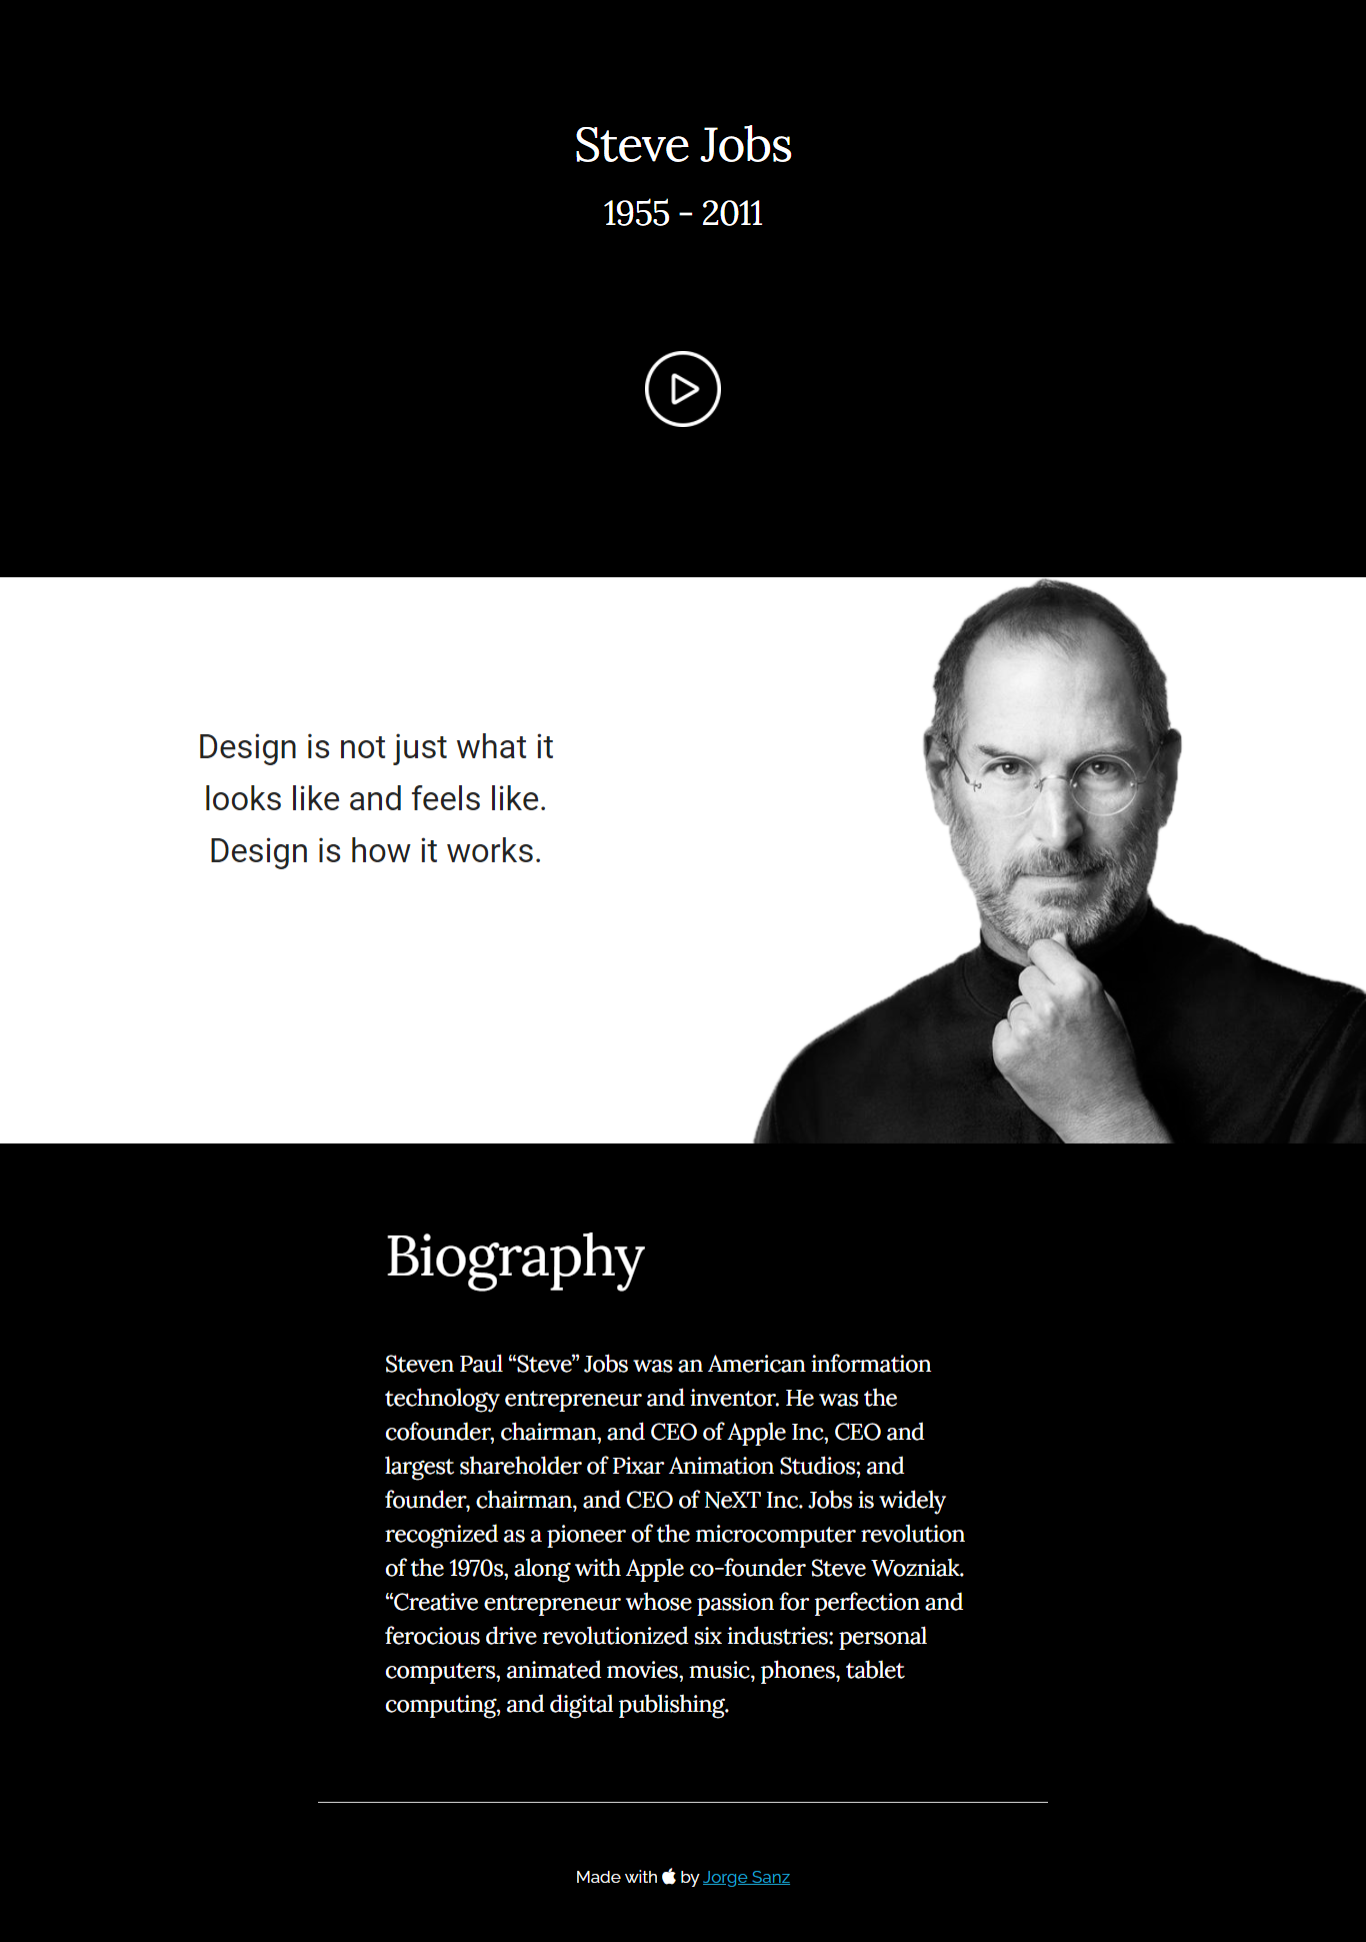 Steve Jobs
1955 - 2011
Design is not just what it
looks like and feels like.
Design is how it works.
Biography
Steven Paul “Steve” Jobs was an American information
technology entrepreneur and inventor. He was the
cofounder, chairman, and CEO of Apple Inc, CEO and
largest shareholder of Pixar Animation Studios; and
founder, chairman, and CEO of NeXT Inc. Jobs is widely
recognized as a pioneer of the microcomputer revolution
of the 1970s, along with Apple co-founder Steve Wozniak.
“Creative entrepreneur whose passion for perfection and
ferocious drive revolutionized six industries: personal
computers, animated movies, music, phones, tablet
computing, and digital publishing.
Made with by Jorge Sanz